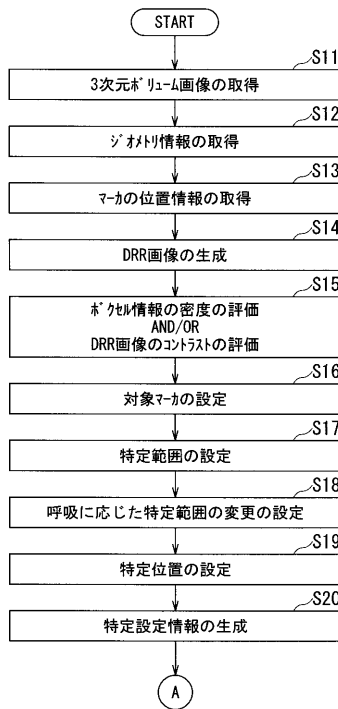 START
S11
3次元ボリューム画像の取得
S12
ジオメトリ情報の取得
S13
マーカの位置情報の取得
S14
DRR画像の生成
S15
ボクセル情報の密度の評価
AND/OR
DRR画像のコントラストの評価
S16
対象マーカの設定
S17
特定範囲の設定
S18
呼吸に応じた特定範囲の変更の設定
S19
特定位置の設定
S20
特定設定情報の生成
A